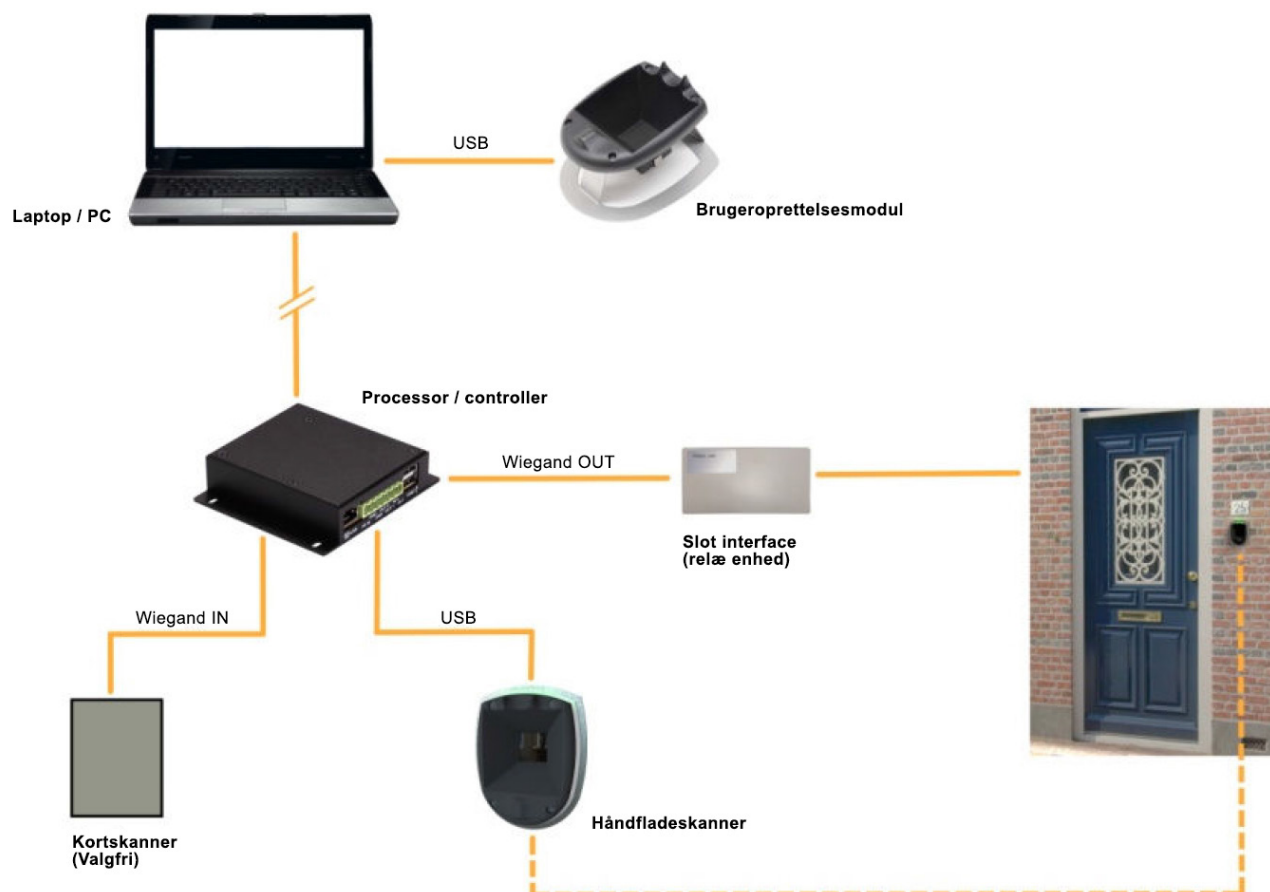 USB
Laptop / PC
Brugeroprettelsesmodul
Processor / controller
Wiegand OUT
Slot interface
(relæ enhed)
Wiegand IN
USB
Kortskanner
(Valgfri)
Håndfladeskanner